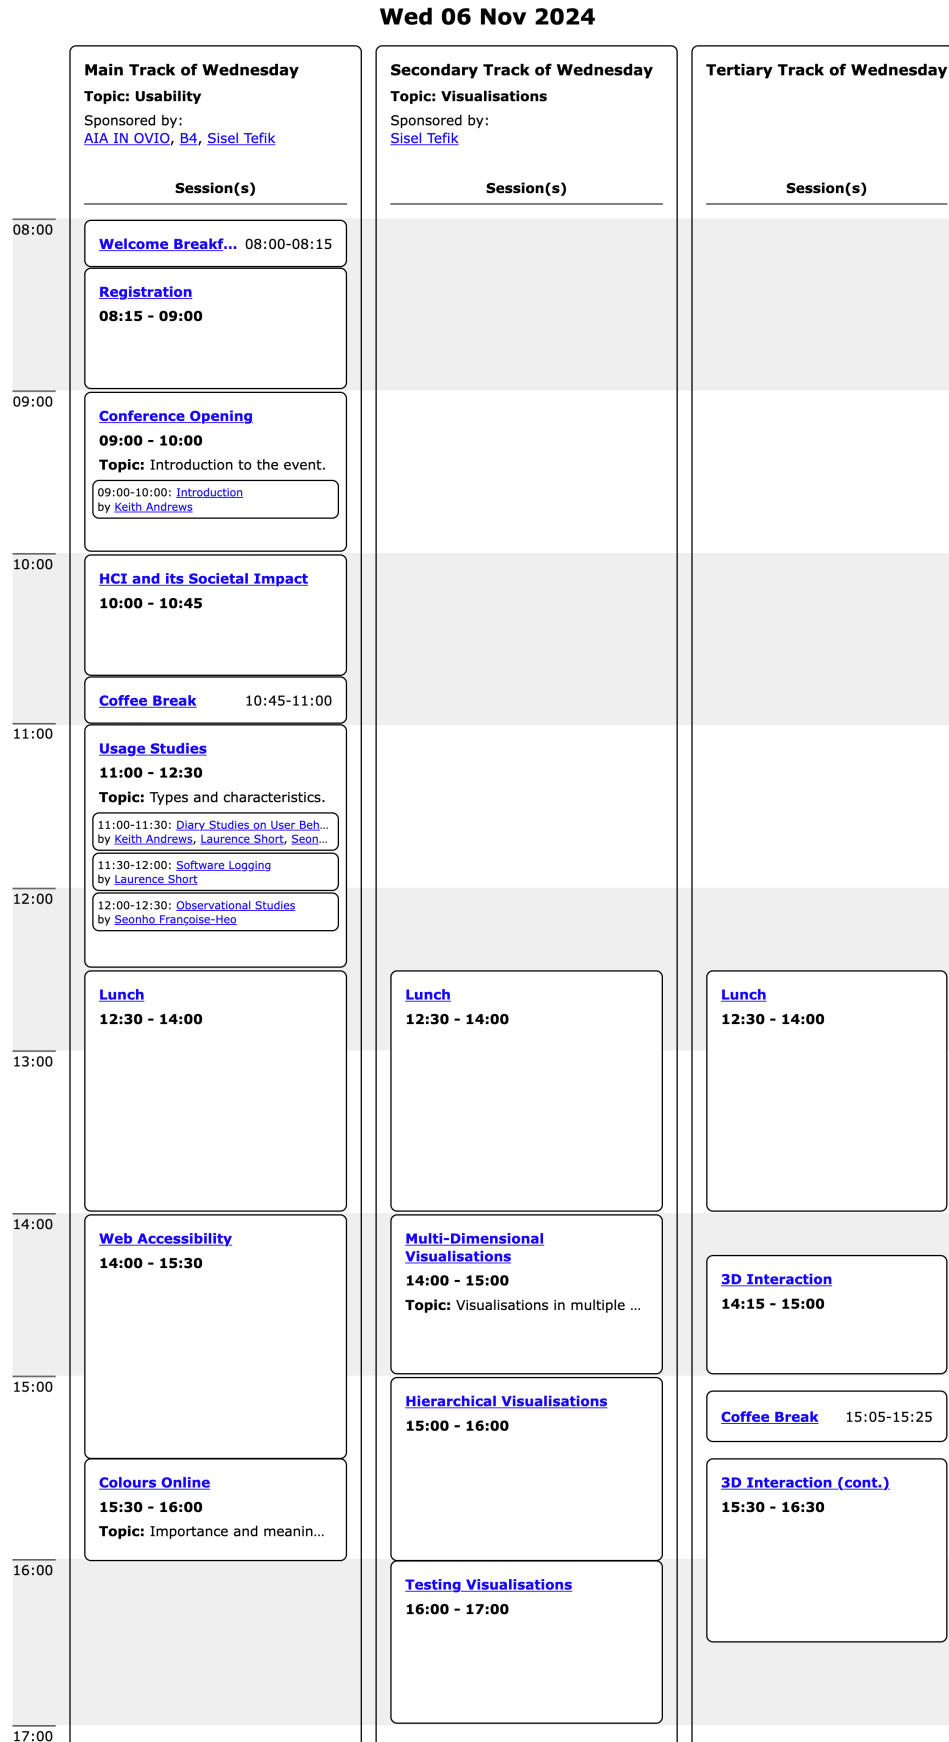 Wed 06 Nov 2024
Main Track of Wednesday
Topic: Usability
Sponsored by:
AIA IN OVIO, B4, Sisel Tefik
Session(s)
Secondary Track of Wednesday
Topic: Visualisations
Sponsored by:
Sisel Tefik
Session(s)
Tertiary Track of Wednesday
Session(s)
08:00
Welcome Breakf... 08:00-08:15
Registration
08:15 - 09:00
09:00
Conference Opening
09:00 - 10:00
Topic: Introduction to the event.
09:00-10:00: Introduction
by Keith Andrews
10:00
HCI and its Societal Impact
10:00 - 10:45
Coffee Break 10:45-11:00
11:00
Usage Studies
11:00 - 12:30
Topic: Types and characteristics.
11:00-11:30: Diary Studies on User Beh...
by Keith Andrews, Laurence Short, Seon...
11:30-12:00: Software Logging
by Laurence Short
12:00
12:00-12:30: Observational Studies
by Seonho Françoise-Heo
Lunch
12:30 - 14:00
Lunch
12:30 - 14:00
Lunch
12:30 - 14:00
13:00
14:00
Web Accessibility
14:00 - 15:30
Multi-Dimensional
Visualisations
14:00 - 15:00
Topic: Visualisations in multiple ...
3D Interaction
14:15 - 15:00
15:00
Hierarchical Visualisations
15:00 - 16:00
Coffee Break 15:05-15:25
Colours Online
15:30 - 16:00
Topic: Importance and meanin...
3D Interaction (cont.)
15:30 - 16:30
16:00
Testing Visualisations
16:00 - 17:00
17:00